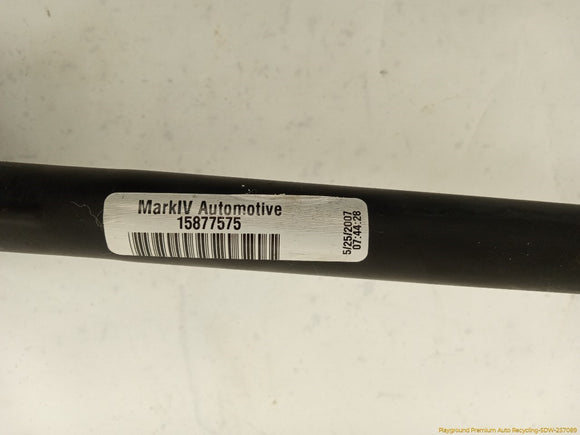 MarkIV Automotive
15877575
5/25/2007
07:44:28
Playground Premium Auto Recycling-SDW-257089